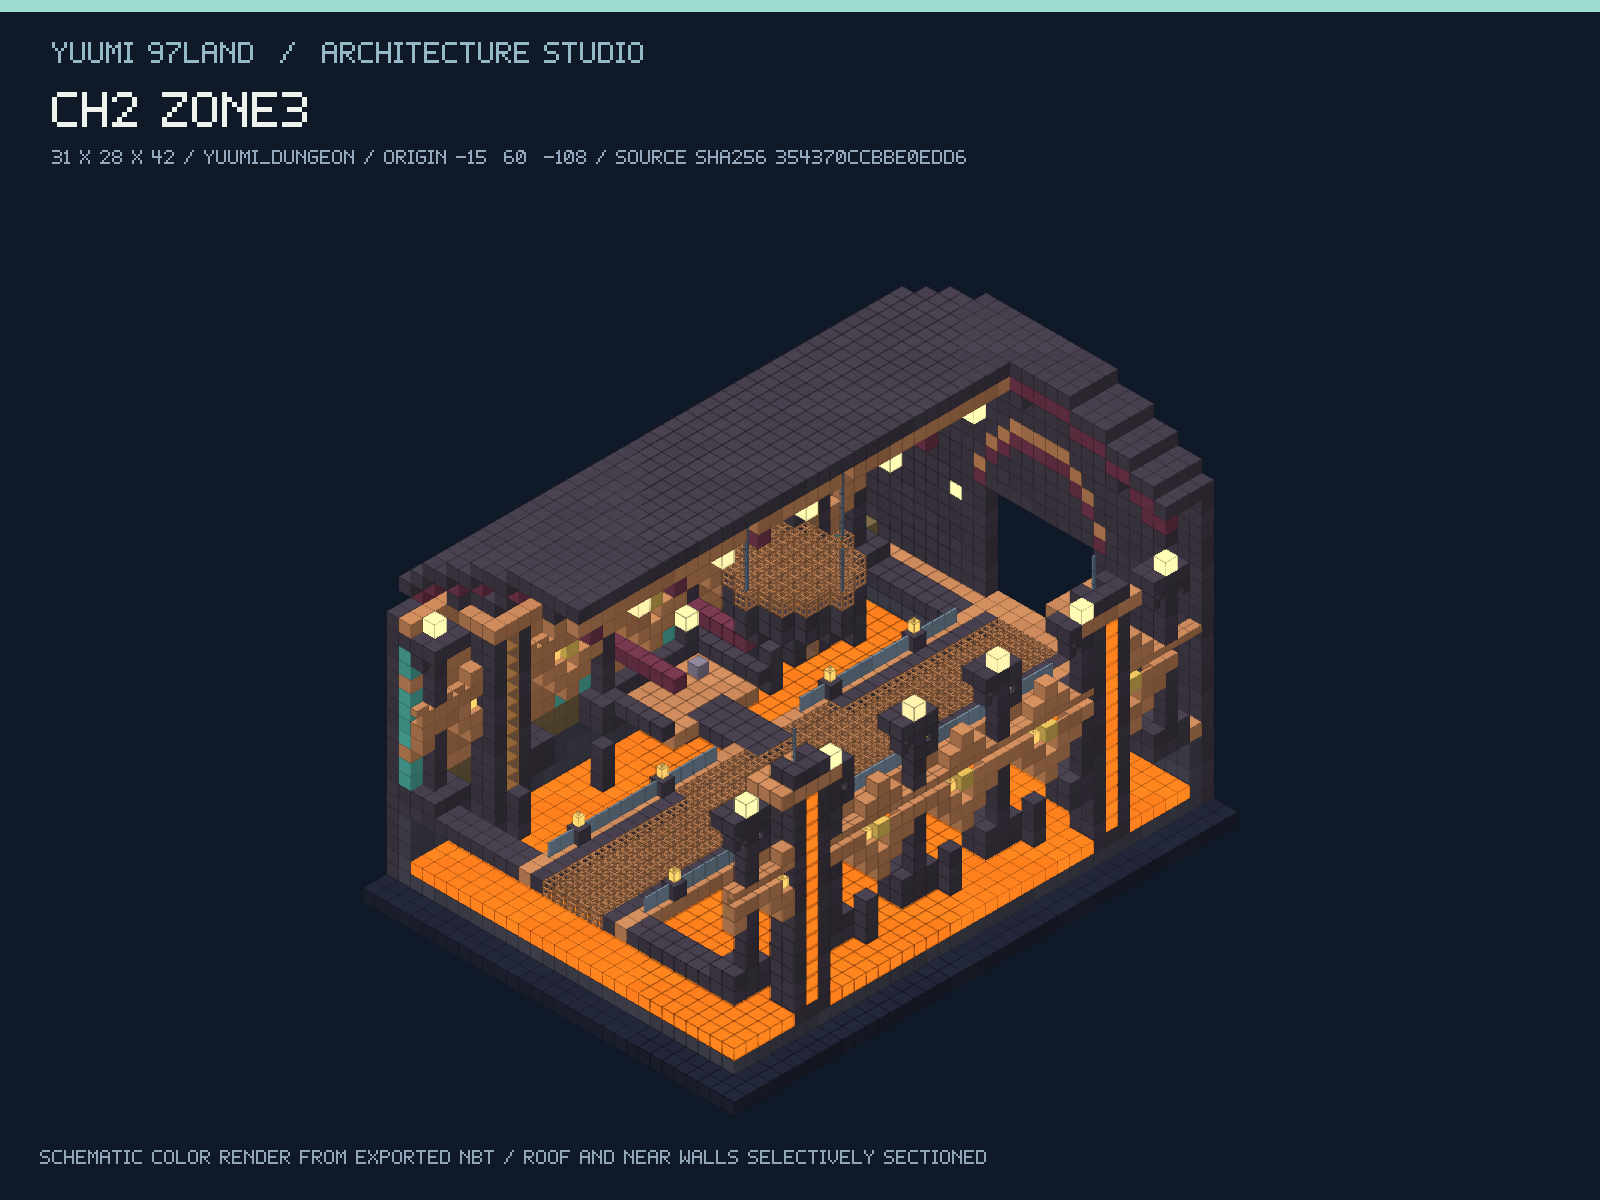 YUUMI 97LAND / ARCHITECTURE STUDIO
CH2 ZONE3
31 X 28 X 42 / YUUMI_DUNGEON / ORIGIN -15 60 -108 / SOURCE SHA256 354370CCBBE0EDD6
SCHEMATIC COLOR RENDER FROM EXPORTED NBT / ROOF AND NEAR WALLS SELECTIVELY SECTIONED